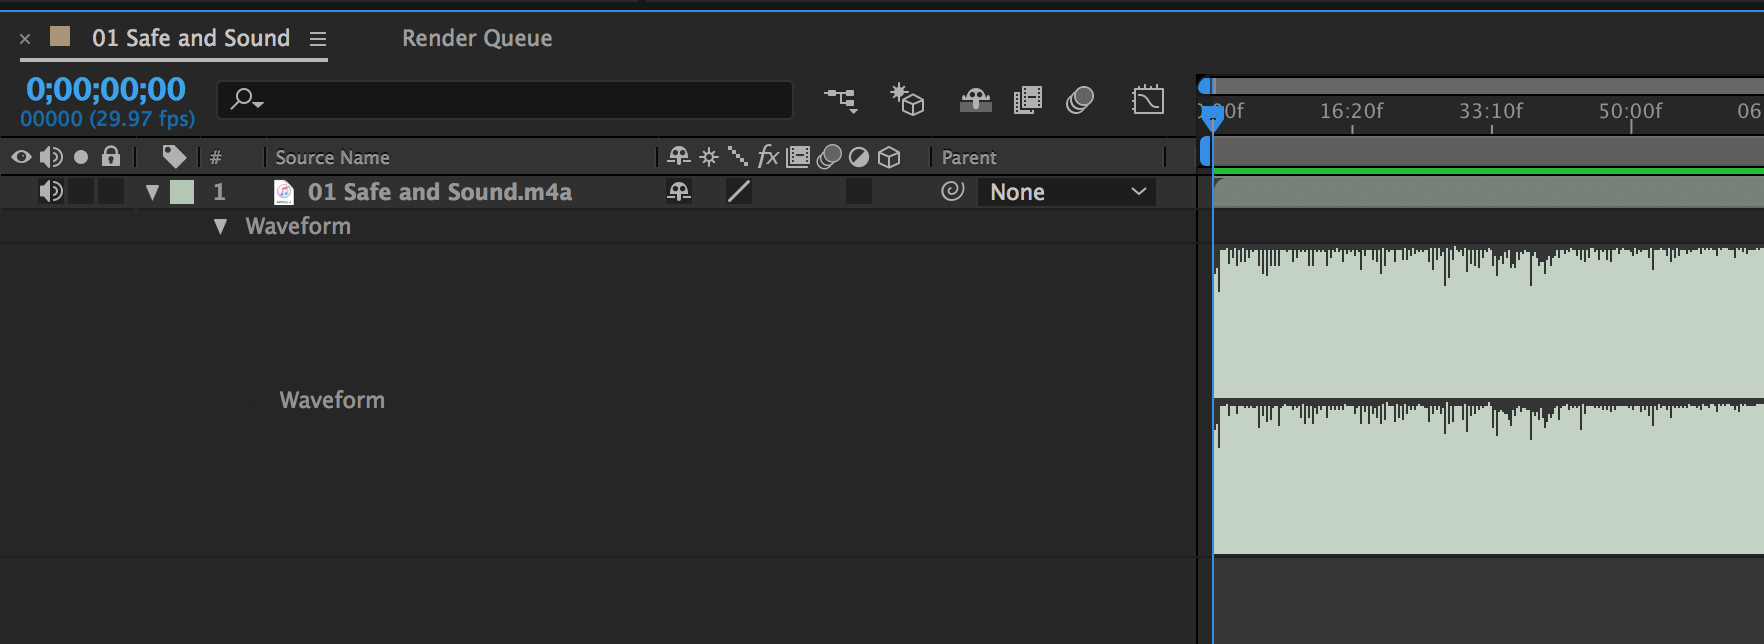 × 01 Safe and Sound Render Queue
0;00;00;00
00000 (29.97 fps)
16:20f 33:10f 50:00f 06
# Source Name fx Parent
1 01 Safe and Sound.m4a None
Waveform
Waveform